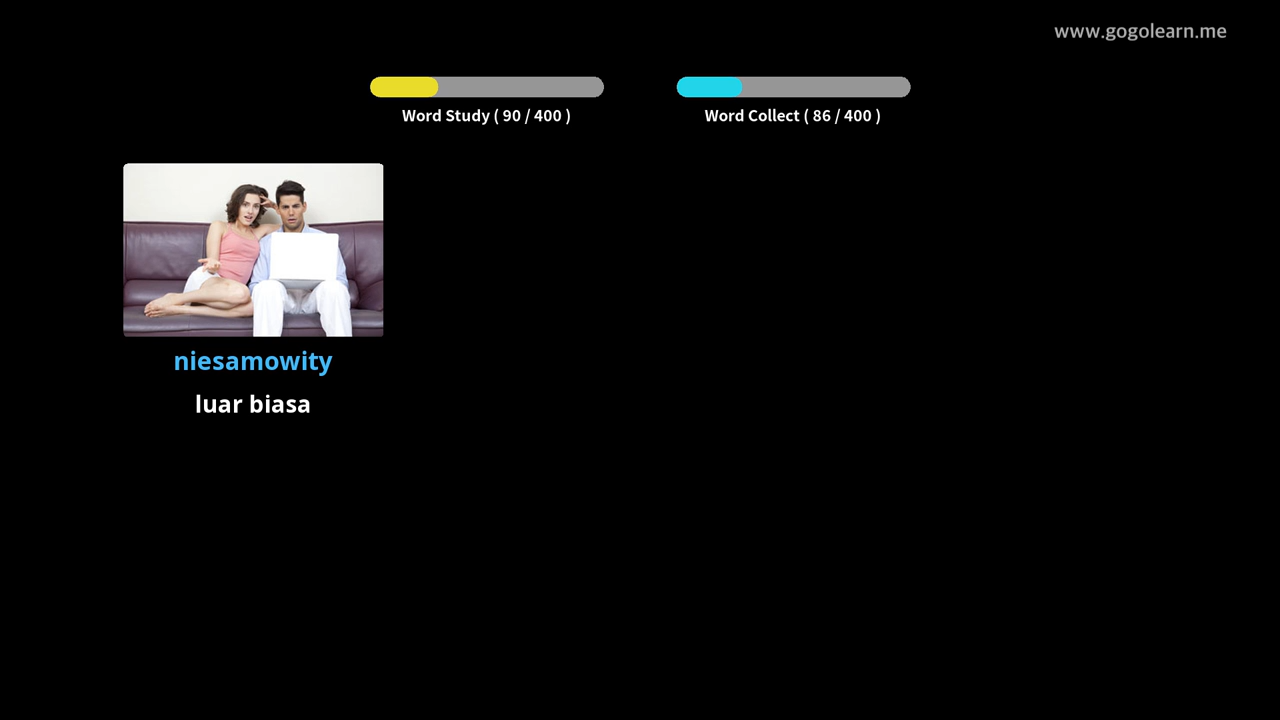 www.gogolearn.me
Word Study ( 90 / 400 )
Word Collect ( 86 / 400 )
niesamowity
luar biasa